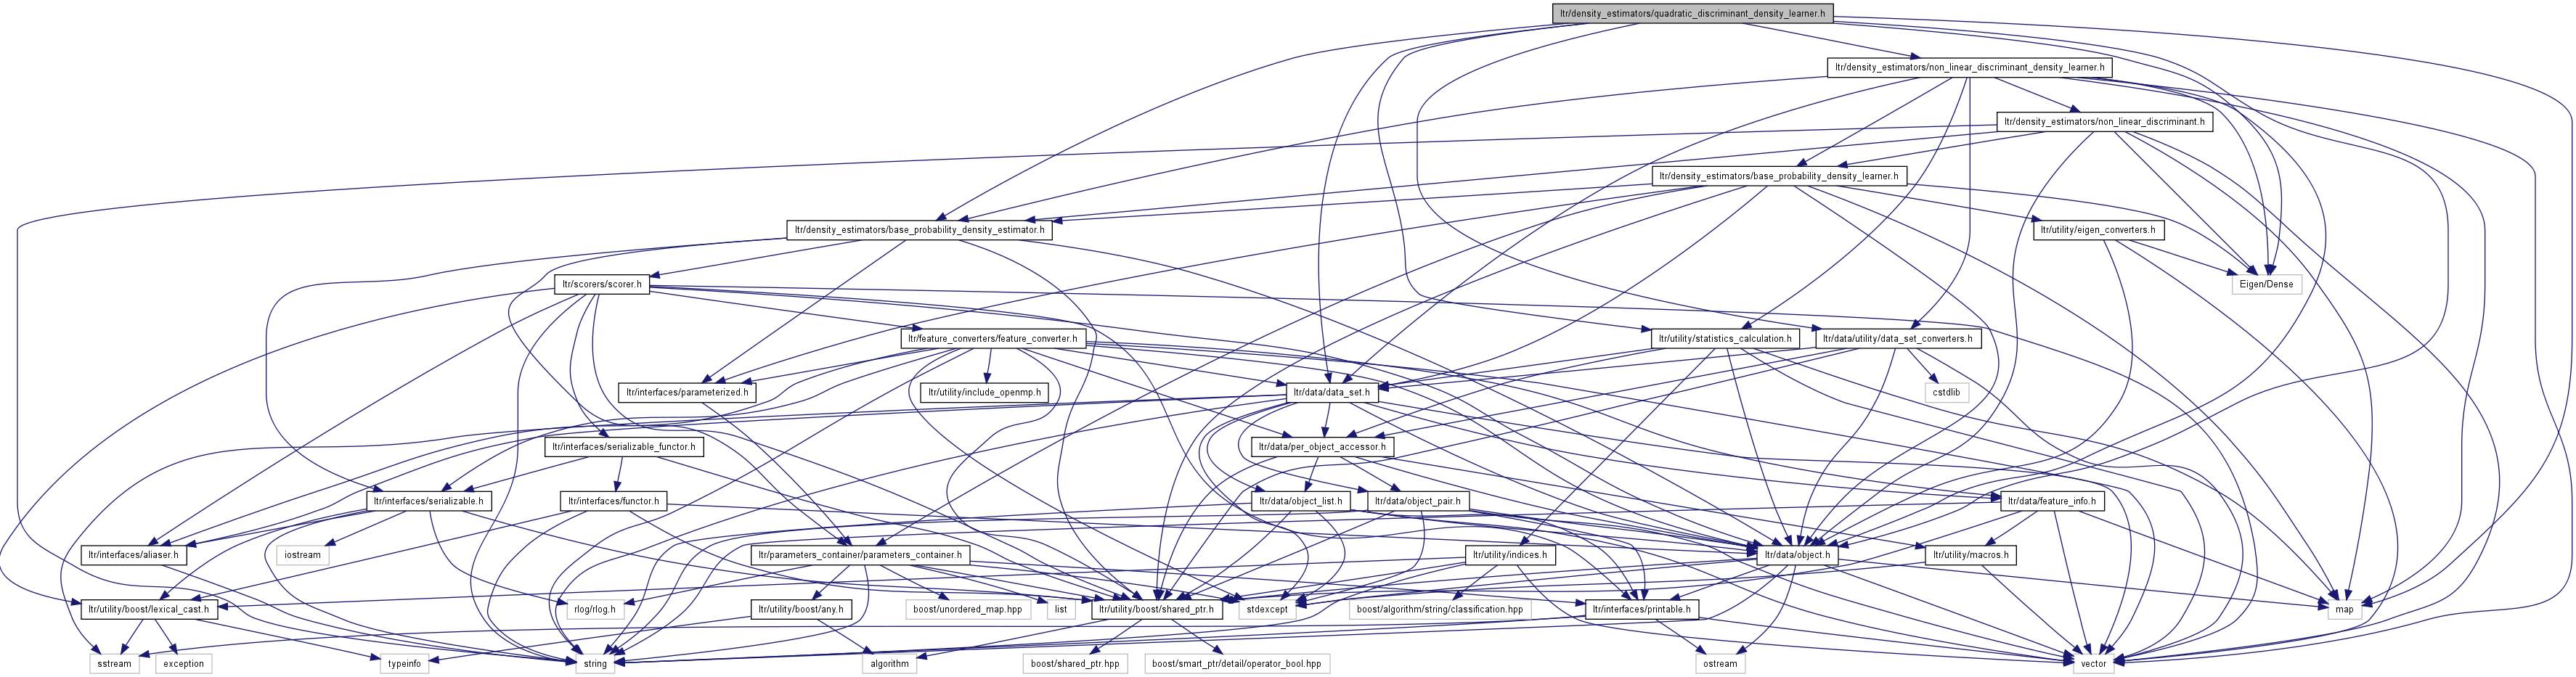 ltr/density_estimators/quadratic_discriminant_density_learner.h
ltr/density_estimators/non_linear_discriminant_density_learner.h
ltr/density_estimators/non_linear_discriminant.h
ltr/density_estimators/base_probability_density_learner.h
ltr/density_estimators/base_probability_density_estimator.h
ltr/utility/eigen_converters.h
ltr/scorers/scorer.h
Eigen/Dense
ltr/feature_converters/feature_converter.h
ltr/utility/statistics_calculation.h
ltr/data/utility/data_set_converters.h
ltr/interfaces/parameterized.h
ltr/utility/include_openmp.h
ltr/data/data_set.h
cstdlib
ltr/interfaces/serializable_functor.h
ltr/data/per_object_accessor.h
ltr/interfaces/serializable.h
ltr/interfaces/functor.h
ltr/data/object_list.h
ltr/data/object_pair.h
ltr/data/feature_info.h
ltr/interfaces/aliaser.h
iostream
ltr/parameters_container/parameters_container.h
ltr/utility/indices.h
ltr/data/object.h
ltr/utility/macros.h
ltr/utility/boost/lexical_cast.h
rlog/rlog.h
ltr/utility/boost/any.h
boost/unordered_map.hpp
list
ltr/utility/boost/shared_ptr.h
stdexcept
boost/algorithm/string/classification.hpp
ltr/interfaces/printable.h
map
sstream
exception
typeinfo
string
algorithm
boost/shared_ptr.hpp
boost/smart_ptr/detail/operator_bool.hpp
ostream
vector